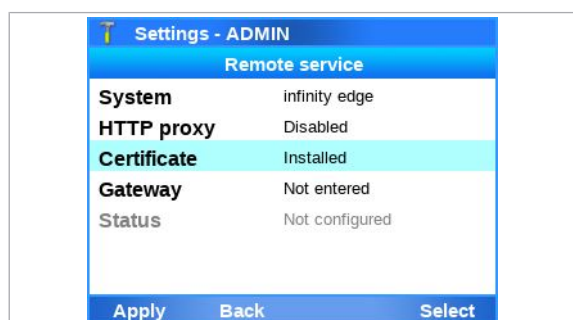 Settings - ADMIN
Remote service
System infinity edge
HTTP proxy Disabled
Certificate Installed
Gateway Not entered
Status Not configured
Apply Back Select